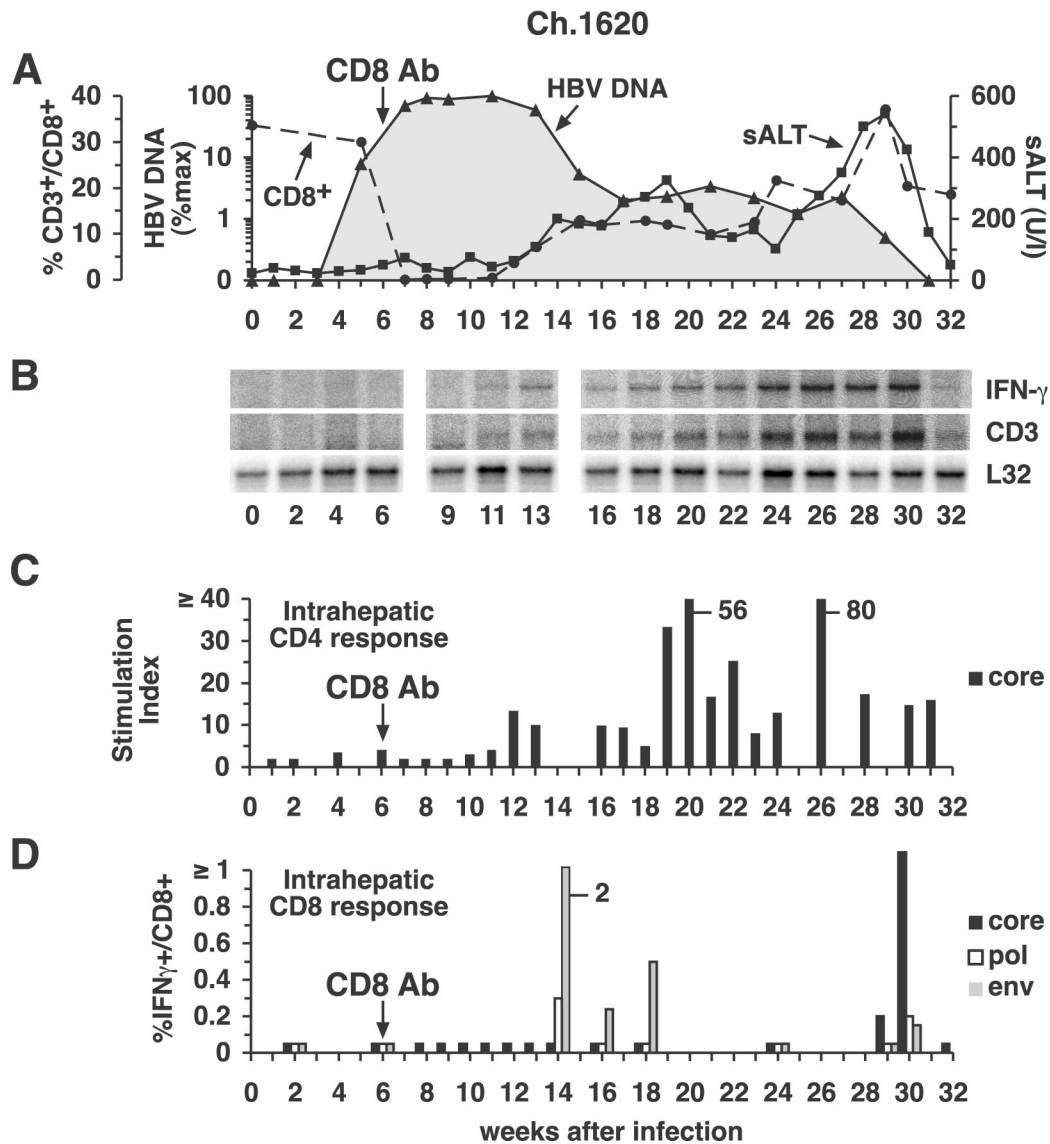 Ch.1620
A
CD8 Ab
HBV DNA
sALT
CD8+
% CD3+/CD8+
40
30
20
10
0
HBV DNA
(%max)
100
10
1
0
600
400
200
0
sALT (U/l)
0 2 4 6 8 10 12 14 16 18 20 22 24 26 28 30 32
B
IFN-γ
CD3
L32
0 2 4 6 9 11 13 16 18 20 22 24 26 28 30 32
C
Stimulation
Index
≥ 40
30
20
10
0
Intrahepatic
CD4 response
CD8 Ab
56
80
core
0 2 4 6 8 10 12 14 16 18 20 22 24 26 28 30 32
D
%IFNγ+/CD8+
≥ 1
0.8
0.6
0.4
0.2
0
Intrahepatic
CD8 response
CD8 Ab
2
core
pol
env
0 2 4 6 8 10 12 14 16 18 20 22 24 26 28 30 32
weeks after infection